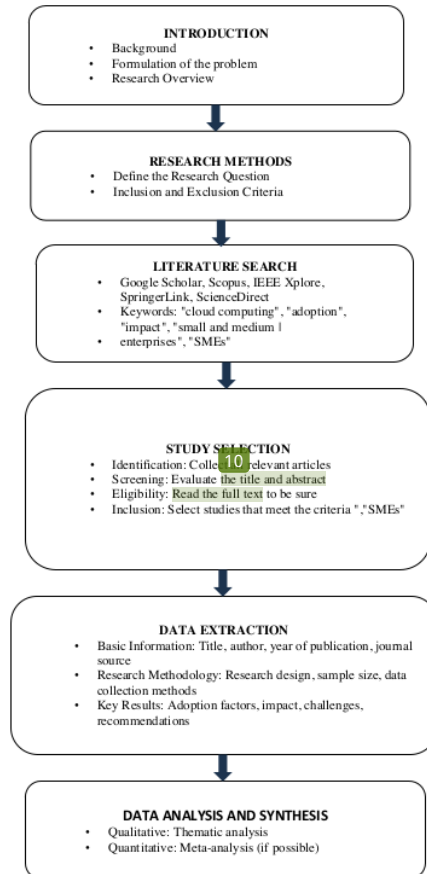 INTRODUCTION
• Background
• Formulation of the problem
• Research Overview
RESEARCH METHODS
• Define the Research Question
• Inclusion and Exclusion Criteria
LITERATURE SEARCH
• Google Scholar, Scopus, IEEE Xplore,
SpringerLink, ScienceDirect
• Keywords: "cloud computing", "adoption",
"impact", "small and medium |
• enterprises", "SMEs"
STUDY SELECTION
10
• Identification: relevant articles
• Screening: Evaluate the title and abstract
• Eligibility: Read the full text to be sure
• Inclusion: Select studies that meet the criteria ","SMEs"
DATA EXTRACTION
• Basic Information: Title, author, year of publication, journal
source
• Research Methodology: Research design, sample size, data
collection methods
• Key Results: Adoption factors, impact, challenges,
recommendations
DATA ANALYSIS AND SYNTHESIS
• Qualitative: Thematic analysis
• Quantitative: Meta-analysis (if possible)